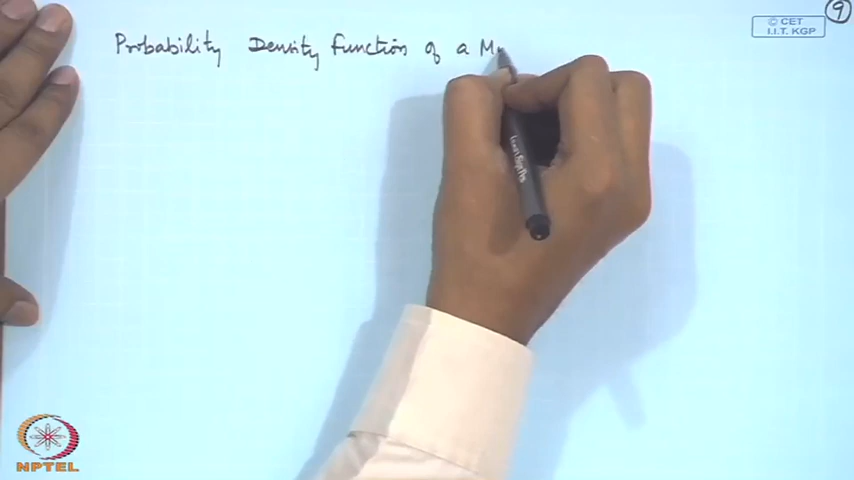 Probability Density Function of a M
© CET
I.I.T. KGP
9
NPTEL